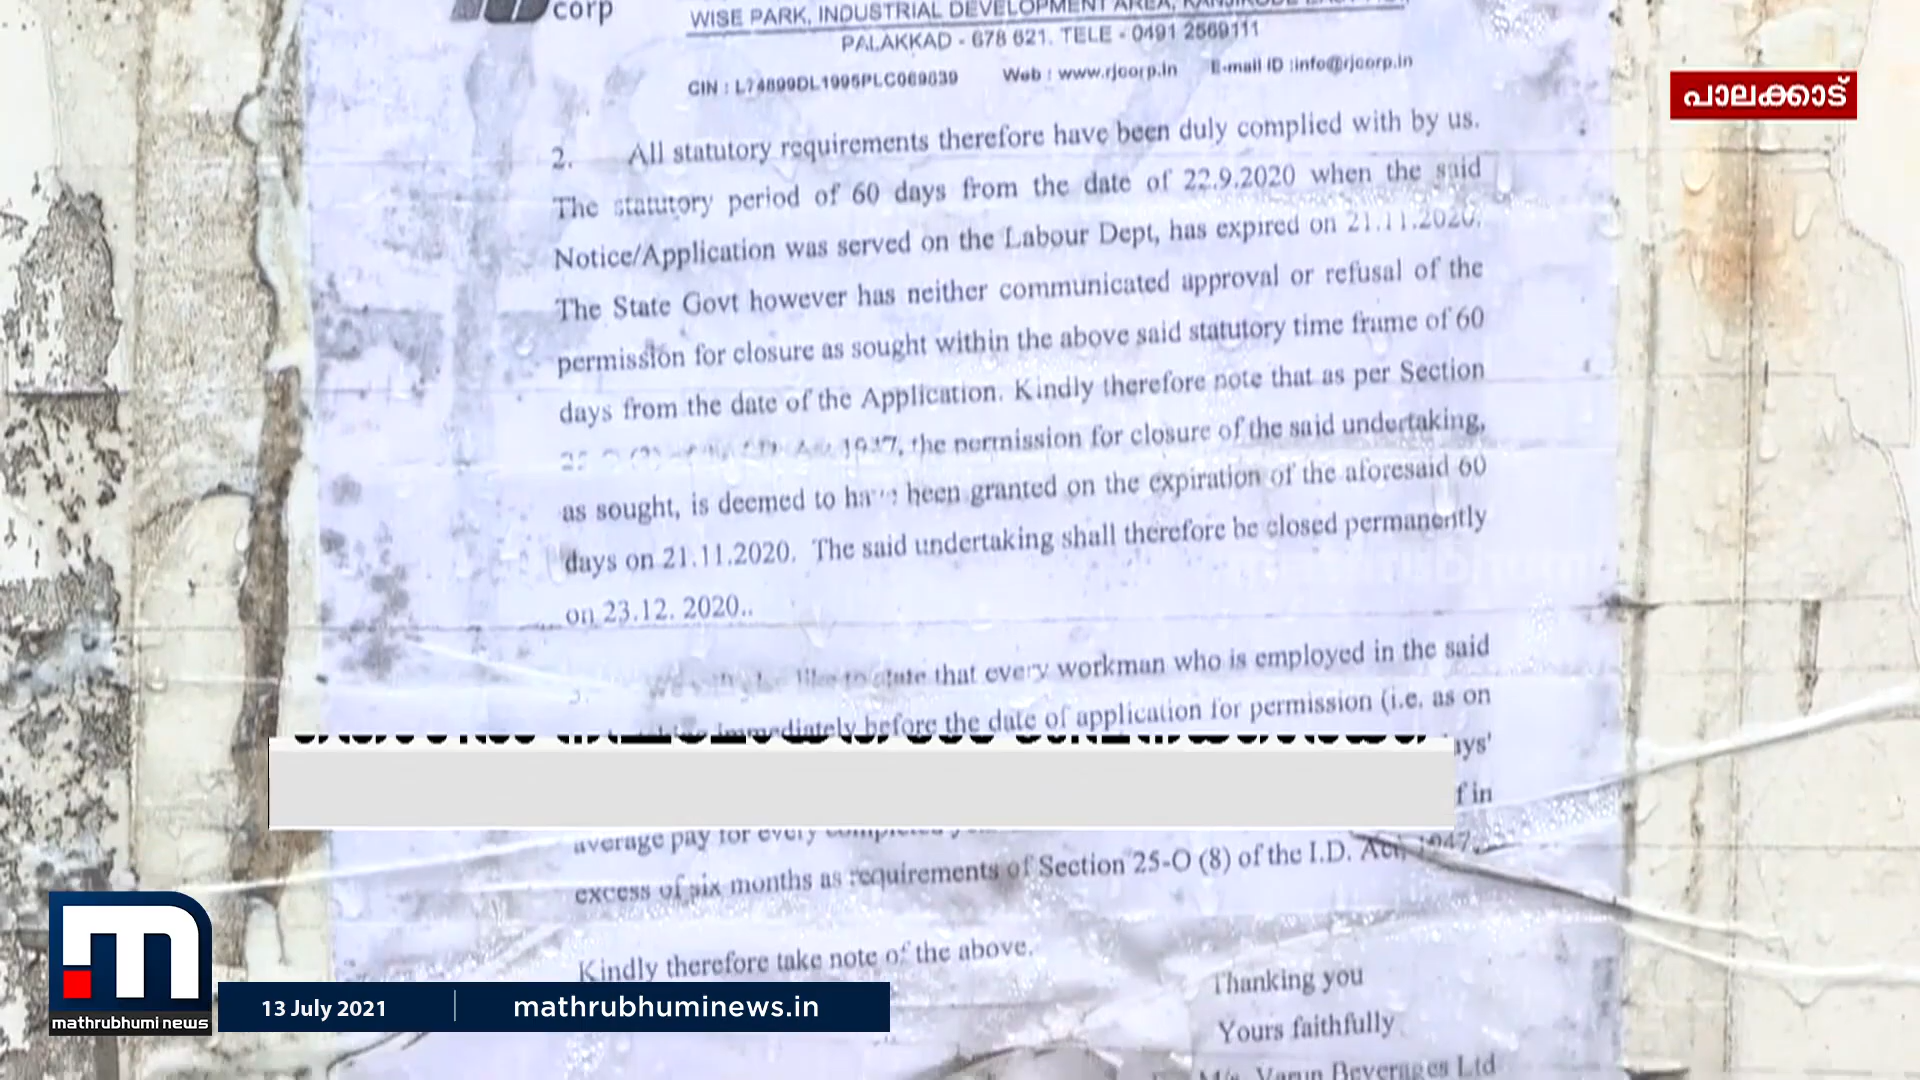 corp
WISE PARK, INDUSTRIAL DEVELOPMENT AREA,
PALAKKAD - 678 621. TELE - 0491 2569111
CIN : L74899DL1995PLC069839 Web : www.rjcorp.in E-mail ID :info@rjcorp.in
പാലക്കാട്
2. All statutory requirements therefore have been duly complied with by us.
The statutory period of 60 days from the date of 22.9.2020 when the said
Notice/Application was served on the Labour Dept, has expired on 21.11.2020.
The State Govt however has neither communicated approval or refusal of the
permission for closure as sought within the above said statutory time frame of 60
days from the date of the Application. Kindly therefore note that as per Section
the permission for closure of the said undertaking,
as sought, is deemed to have been granted on the expiration of the aforesaid 60
days on 21.11.2020. The said undertaking shall therefore be closed permanently
on 23.12. 2020..
that every workman who is employed in the said
immediately before the date of application for permission (i.e. as on
in
average pay for every
excess of six months as requirements of Section 25-O (8) of the I.D. Act, 1947.
Kindly therefore take note of the above.
Thanking you
Yours faithfully
M/s. Varun Beverages Ltd
mathrubhumi news
13 July 2021
mathrubhuminews.in